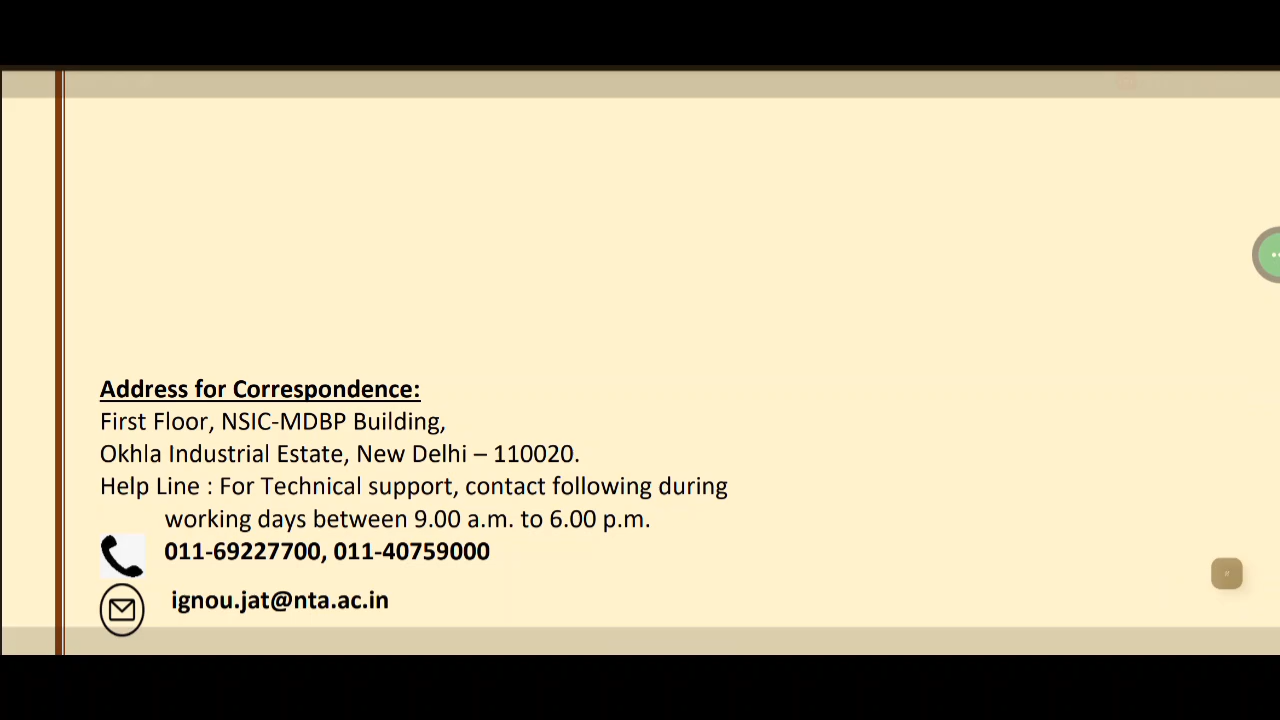 Address for Correspondence:
First Floor, NSIC-MDBP Building,
Okhla Industrial Estate, New Delhi – 110020.
Help Line : For Technical support, contact following during
working days between 9.00 a.m. to 6.00 p.m.
011-69227700, 011-40759000
ignou.jat@nta.ac.in